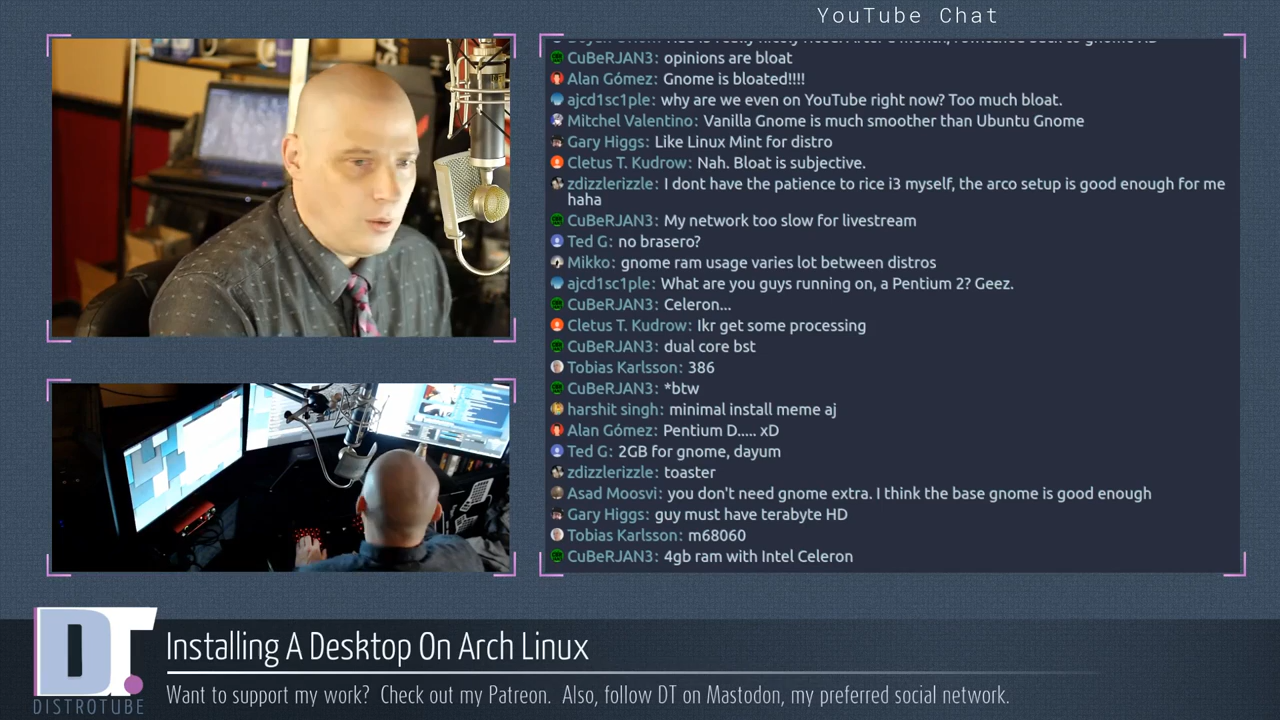 YouTube Chat
CuBeRJAN3: opinions are bloat
Alan Gómez: Gnome is bloated!!!!
ajcd1sc1ple: why are we even on YouTube right now? Too much bloat.
Mitchel Valentino: Vanilla Gnome is much smoother than Ubuntu Gnome
Gary Higgs: Like Linux Mint for distro
Cletus T. Kudrow: Nah. Bloat is subjective.
zdizzlerizzle: I dont have the patience to rice i3 myself, the arco setup is good enough for me
haha
CuBeRJAN3: My network too slow for livestream
Ted G: no brasero?
Mikko: gnome ram usage varies lot between distros
ajcd1sc1ple: What are you guys running on, a Pentium 2? Geez.
CuBeRJAN3: Celeron...
Cletus T. Kudrow: Ikr get some processing
CuBeRJAN3: dual core bst
Tobias Karlsson: 386
CuBeRJAN3: *btw
harshit singh: minimal install meme aj
Alan Gómez: Pentium D..... xD
Ted G: 2GB for gnome, dayum
zdizzlerizzle: toaster
Asad Moosvi: you don't need gnome extra. I think the base gnome is good enough
Gary Higgs: guy must have terabyte HD
Tobias Karlsson: m68060
CuBeRJAN3: 4gb ram with Intel Celeron
DT
DISTROTUBE
Installing A Desktop On Arch Linux
Want to support my work? Check out my Patreon. Also, follow DT on Mastodon, my preferred social network.